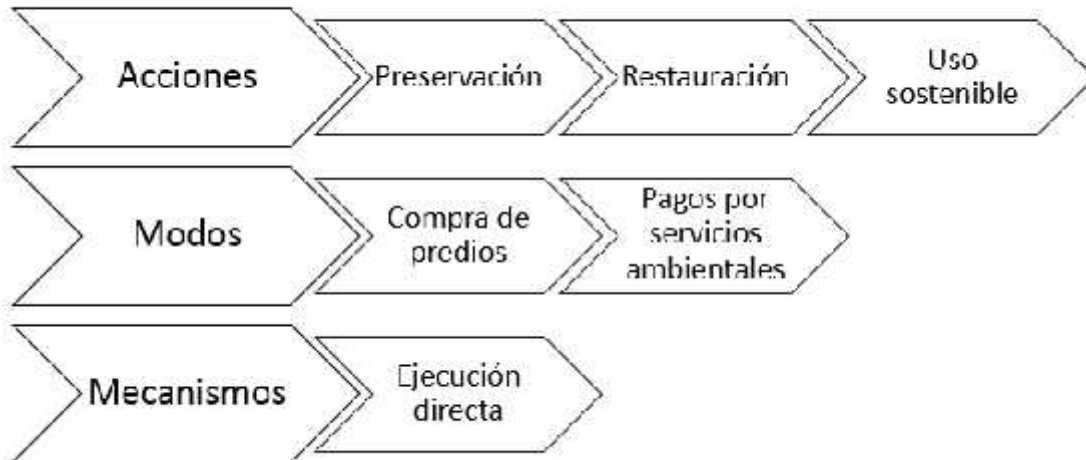 Acciones
Preservación
Restauración
Uso
sostenible
Modos
Compra de
predios
Pagos por
servicios
ambientales
Mecanismos
Ejecución
directa